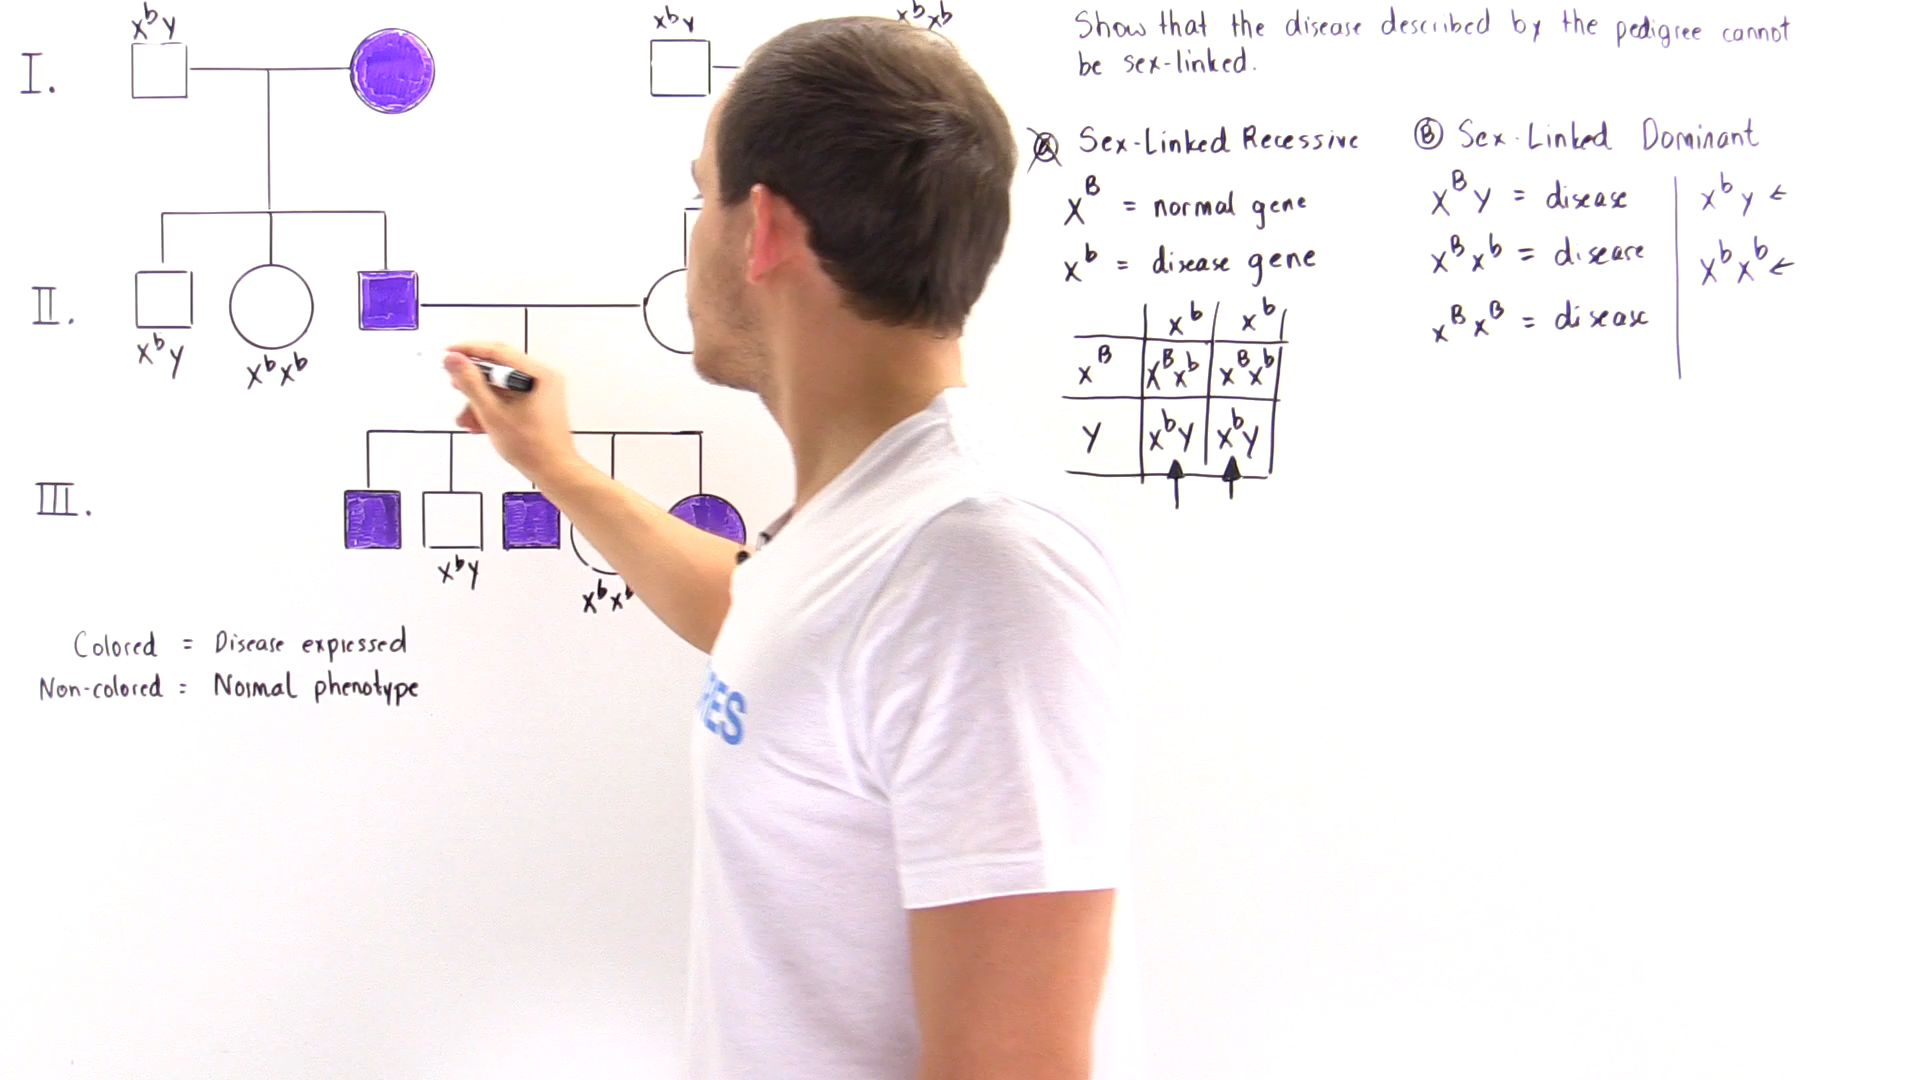 x^b y
x^b y
x^b x^b
I.
II.
x^b y
x^b x^b
III.
x^b y
x^b x^b
Colored = Disease expressed
Non-colored = Normal phenotype
Show that the disease described by the pedigree cannot
be sex-linked.
Ⓐ Sex-Linked Recessive
X^B = normal gene
x^b = disease gene
x^b x^b
x^B x^B x^b x^B x^b
y x^b y x^b y
Ⓑ Sex-Linked Dominant
x^B y = disease x^b y ←
x^B x^b = disease x^b x^b ←
x^B x^B = disease
ES